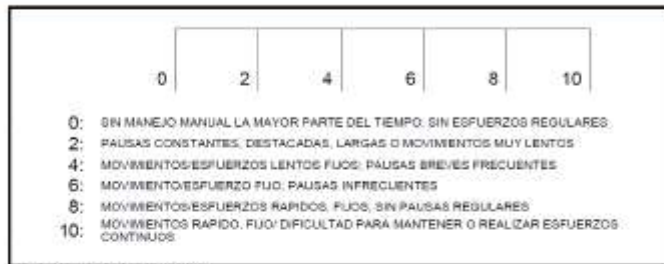 0 2 4 6 8 10
0: SIN MANEJO MANUAL LA MAYOR PARTE DEL TIEMPO: SIN ESFUERZOS REGULARES
2: PAUSAS CONSTANTES, DESTACADAS, LARGAS O MOVIMIENTOS MUY LENTOS
4: MOVIMIENTOS/ESFUERZOS LENTOS FIJOS: PAUSAS BREVES FRECUENTES
6: MOVIMIENTO/ESFUERZO FIJO, PAUSAS INFRECUENTES
8: MOVIMIENTOS/ESFUERZOS RAPIDOS, FIJOS, SIN PAUSAS REGULARES
10: MOVIMIENTOS RAPIDO, FIJO/ DIFICULTAD PARA MANTENER O REALIZAR ESFUERZOS
CONTINUOS